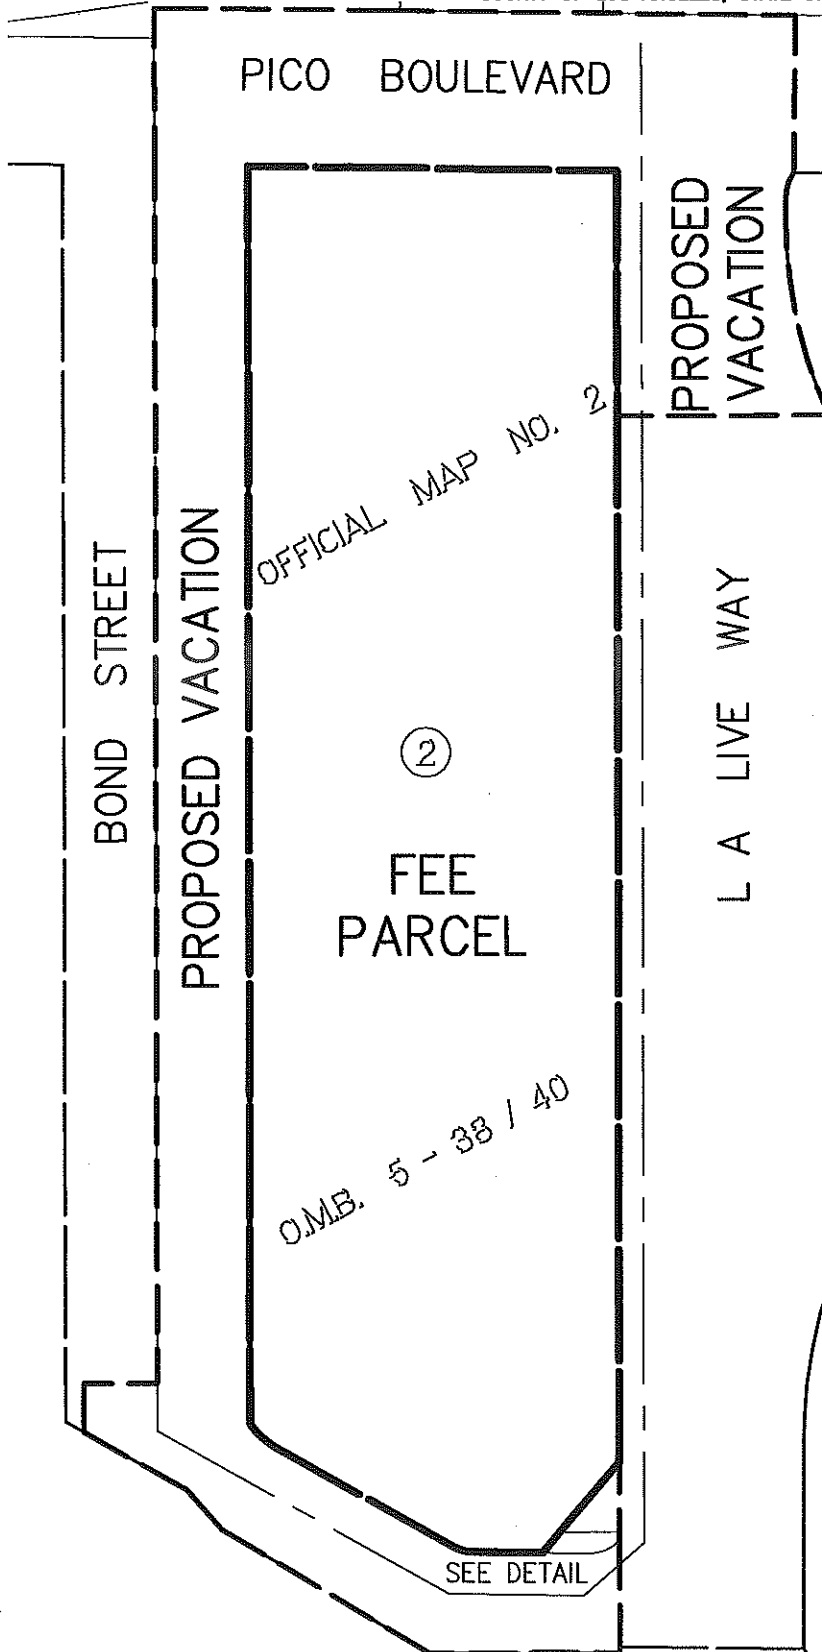 PICO BOULEVARD
PROPOSED
VACATION
OFFICIAL MAP NO. 2
BOND STREET
PROPOSED VACATION
L A LIVE WAY
2
FEE
PARCEL
O.M.B. 5 - 38 / 40
SEE DETAIL